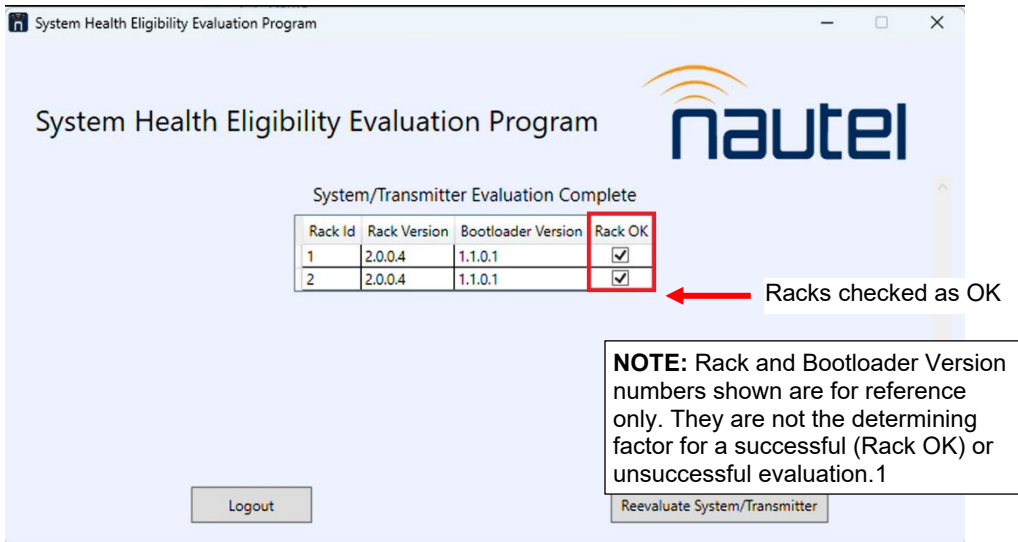 System Health Eligibility Evaluation Program
System Health Eligibility Evaluation Program
nautel
System/Transmitter Evaluation Complete
Rack Id Rack Version Bootloader Version Rack OK
1 2.0.0.4 1.1.0.1
2 2.0.0.4 1.1.0.1
Racks checked as OK
NOTE: Rack and Bootloader Version
numbers shown are for reference
only. They are not the determining
factor for a successful (Rack OK) or
unsuccessful evaluation.1
Logout
Reevaluate System/Transmitter